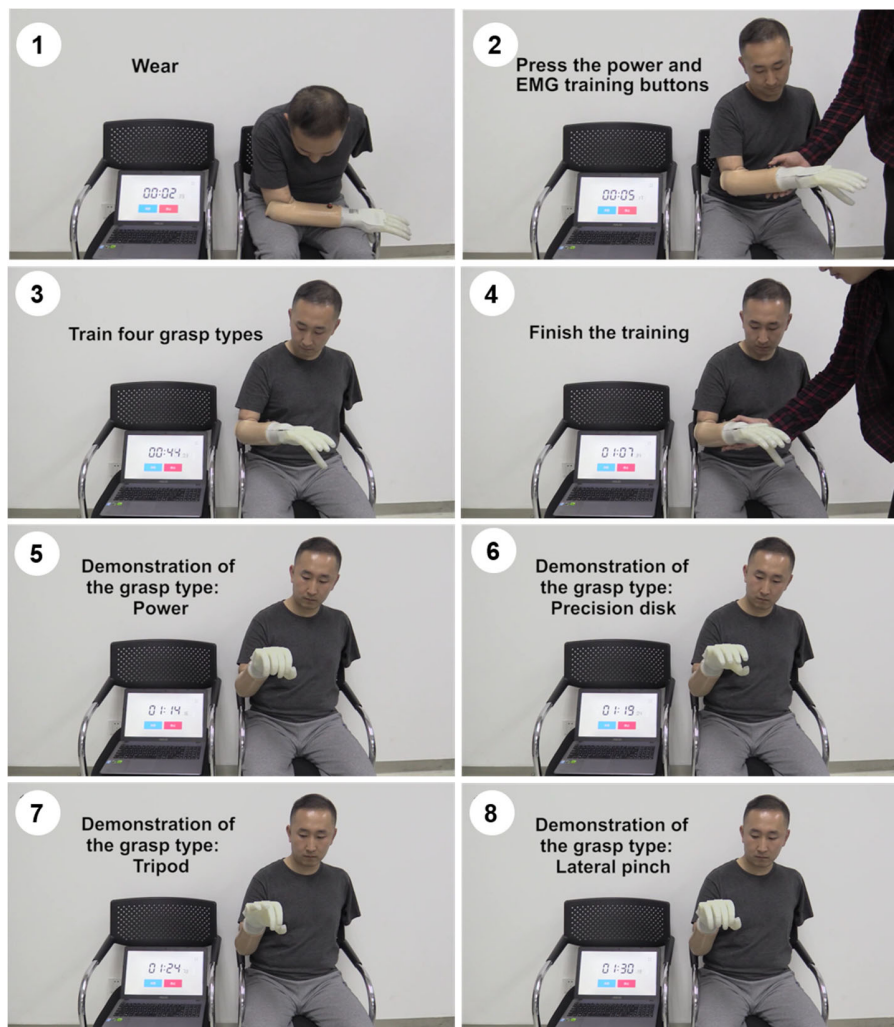 1
Wear
00:02
2
Press the power and
EMG training buttons
00:05
3
Train four grasp types
00:44
4
Finish the training
01:07
5
Demonstration of
the grasp type:
Power
01:14
6
Demonstration of
the grasp type:
Precision disk
01:19
7
Demonstration of
the grasp type:
Tripod
01:24
8
Demonstration of
the grasp type:
Lateral pinch
01:30